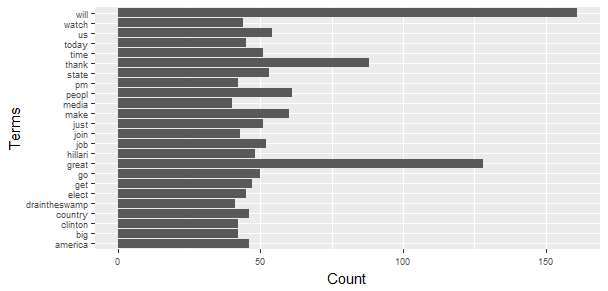 will
watch
us
today
time
thank
state
pm
peopl
media
make
just
join
job
hillari
great
go
get
elect
draintheswamp
country
clinton
big
america
Terms
0 50 100 150
Count